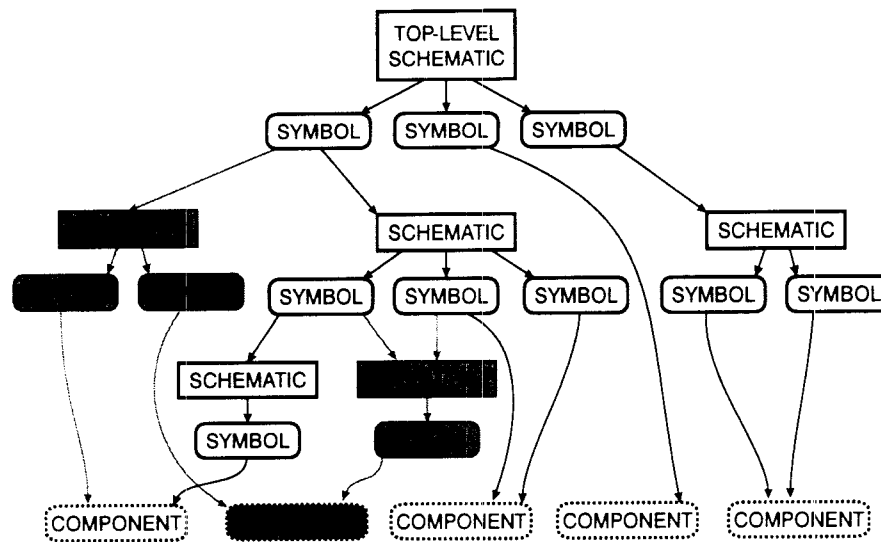 TOP-LEVEL
SCHEMATIC
SYMBOL SYMBOL SYMBOL
SCHEMATIC SCHEMATIC
SYMBOL SYMBOL SYMBOL SYMBOL SYMBOL
SCHEMATIC
SYMBOL
COMPONENT COMPONENT COMPONENT COMPONENT